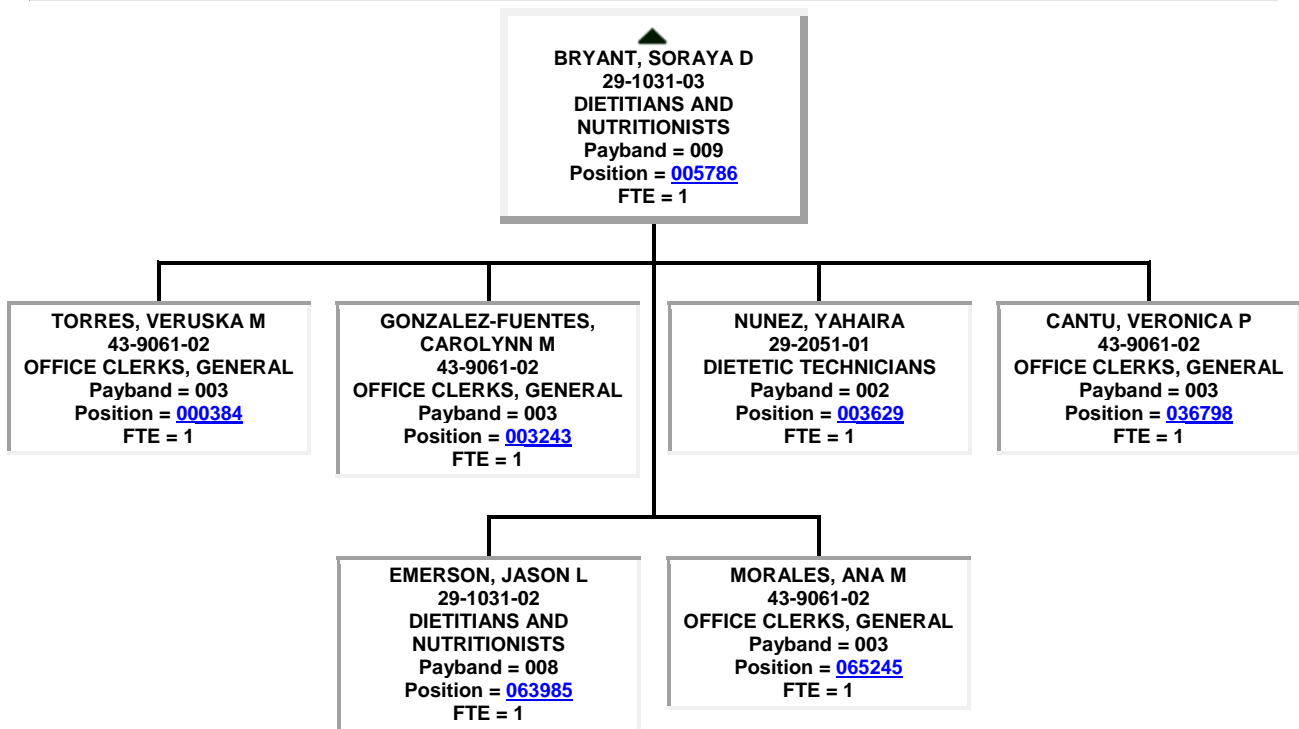 BRYANT, SORAYA D
29-1031-03
DIETITIANS AND
NUTRITIONISTS
Payband = 009
Position = 005786
FTE = 1
TORRES, VERUSKA M
43-9061-02
OFFICE CLERKS, GENERAL
Payband = 003
Position = 000384
FTE = 1
GONZALEZ-FUENTES,
CAROLYNN M
43-9061-02
OFFICE CLERKS, GENERAL
Payband = 003
Position = 003243
FTE = 1
NUNEZ, YAHAIRA
29-2051-01
DIETETIC TECHNICIANS
Payband = 002
Position = 003629
FTE = 1
CANTU, VERONICA P
43-9061-02
OFFICE CLERKS, GENERAL
Payband = 003
Position = 036798
FTE = 1
EMERSON, JASON L
29-1031-02
DIETITIANS AND
NUTRITIONISTS
Payband = 008
Position = 063985
FTE = 1
MORALES, ANA M
43-9061-02
OFFICE CLERKS, GENERAL
Payband = 003
Position = 065245
FTE = 1